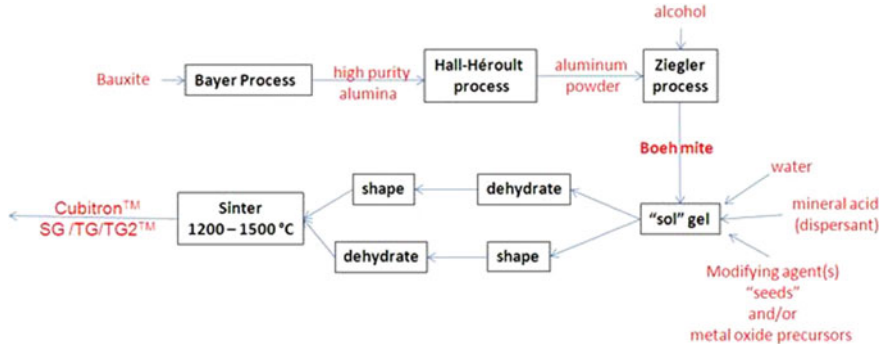 alcohol
Bauxite
Bayer Process
high purity
alumina
Hall-Héroult
process
aluminum
powder
Ziegler
process
Boeh mite
water
mineral acid
(dispersant)
Modifying agent(s)
"seeds"
and/or
metal oxide precursors
"sol" gel
dehydrate
shape
shape
dehydrate
Sinter
1200 – 1500 °C
Cubitron™
SG /TG/TG2™